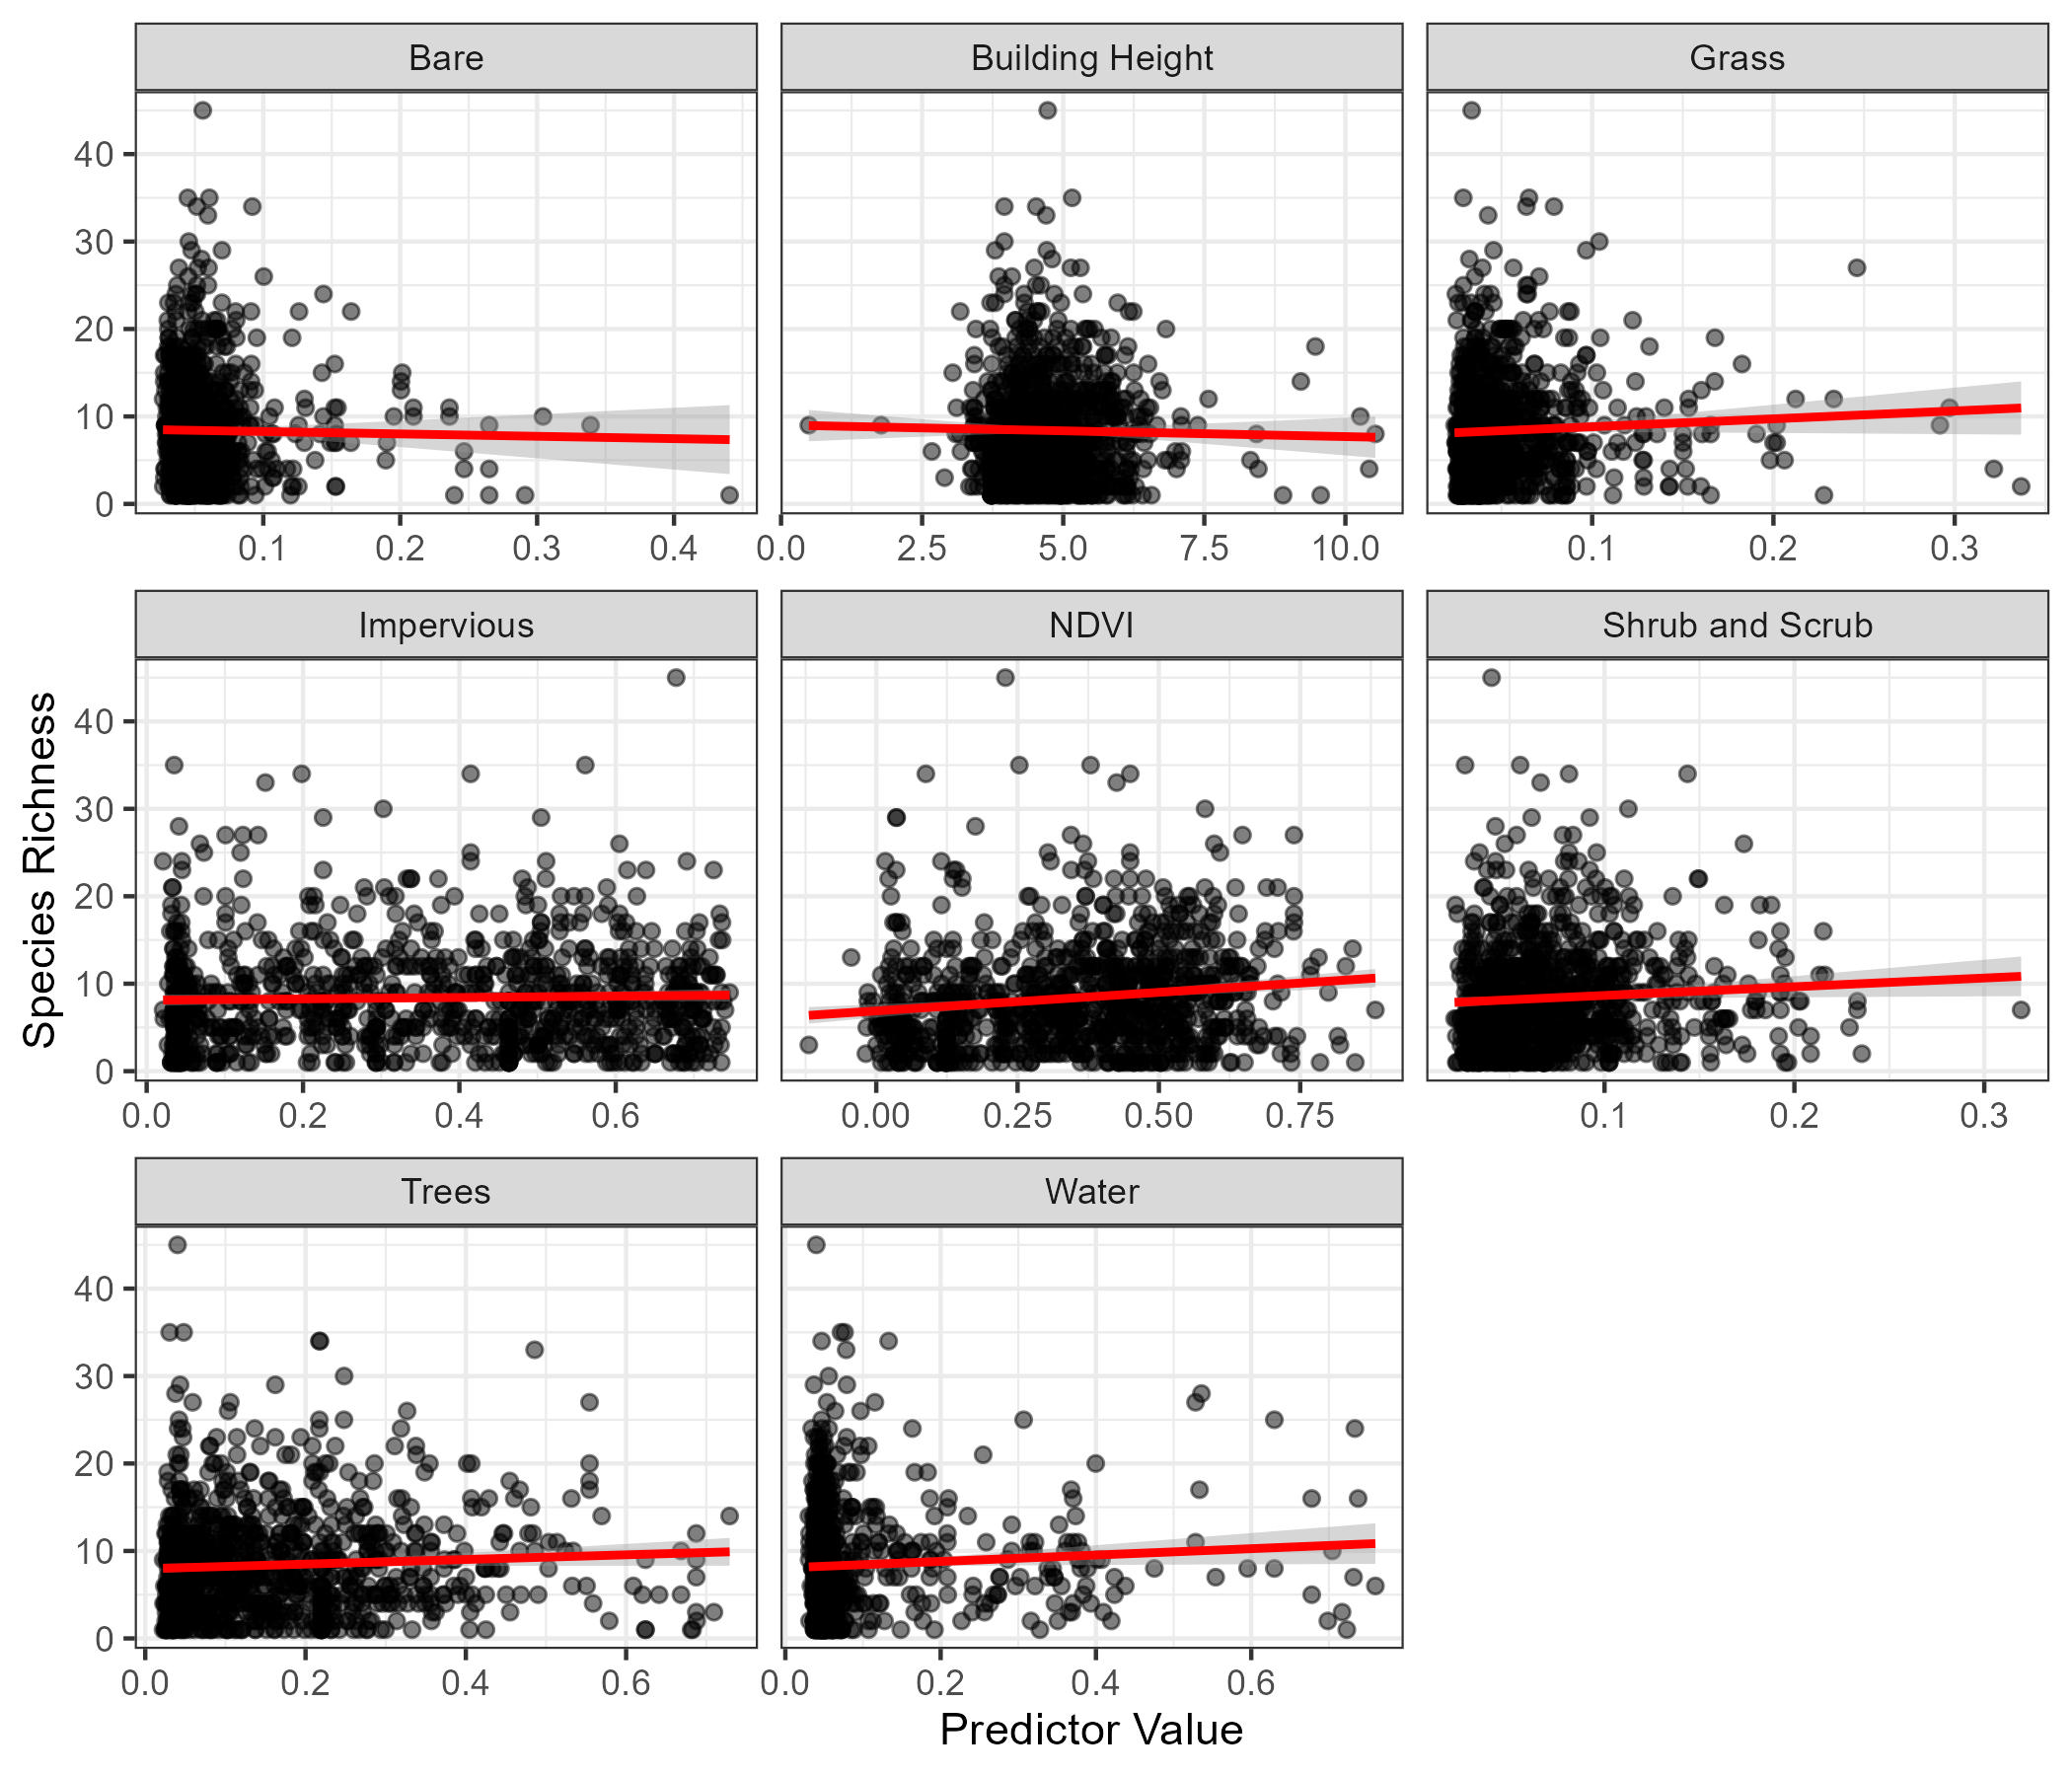 Bare Building Height Grass
40
30
20
10
0
0.1 0.2 0.3 0.4 0.0 2.5 5.0 7.5 10.0 0.1 0.2 0.3
Impervious NDVI Shrub and Scrub
Species Richness
40
30
20
10
0
0.0 0.2 0.4 0.6 0.00 0.25 0.50 0.75 0.1 0.2 0.3
Trees Water
40
30
20
10
0
0.0 0.2 0.4 0.6 0.0 0.2 0.4 0.6
Predictor Value